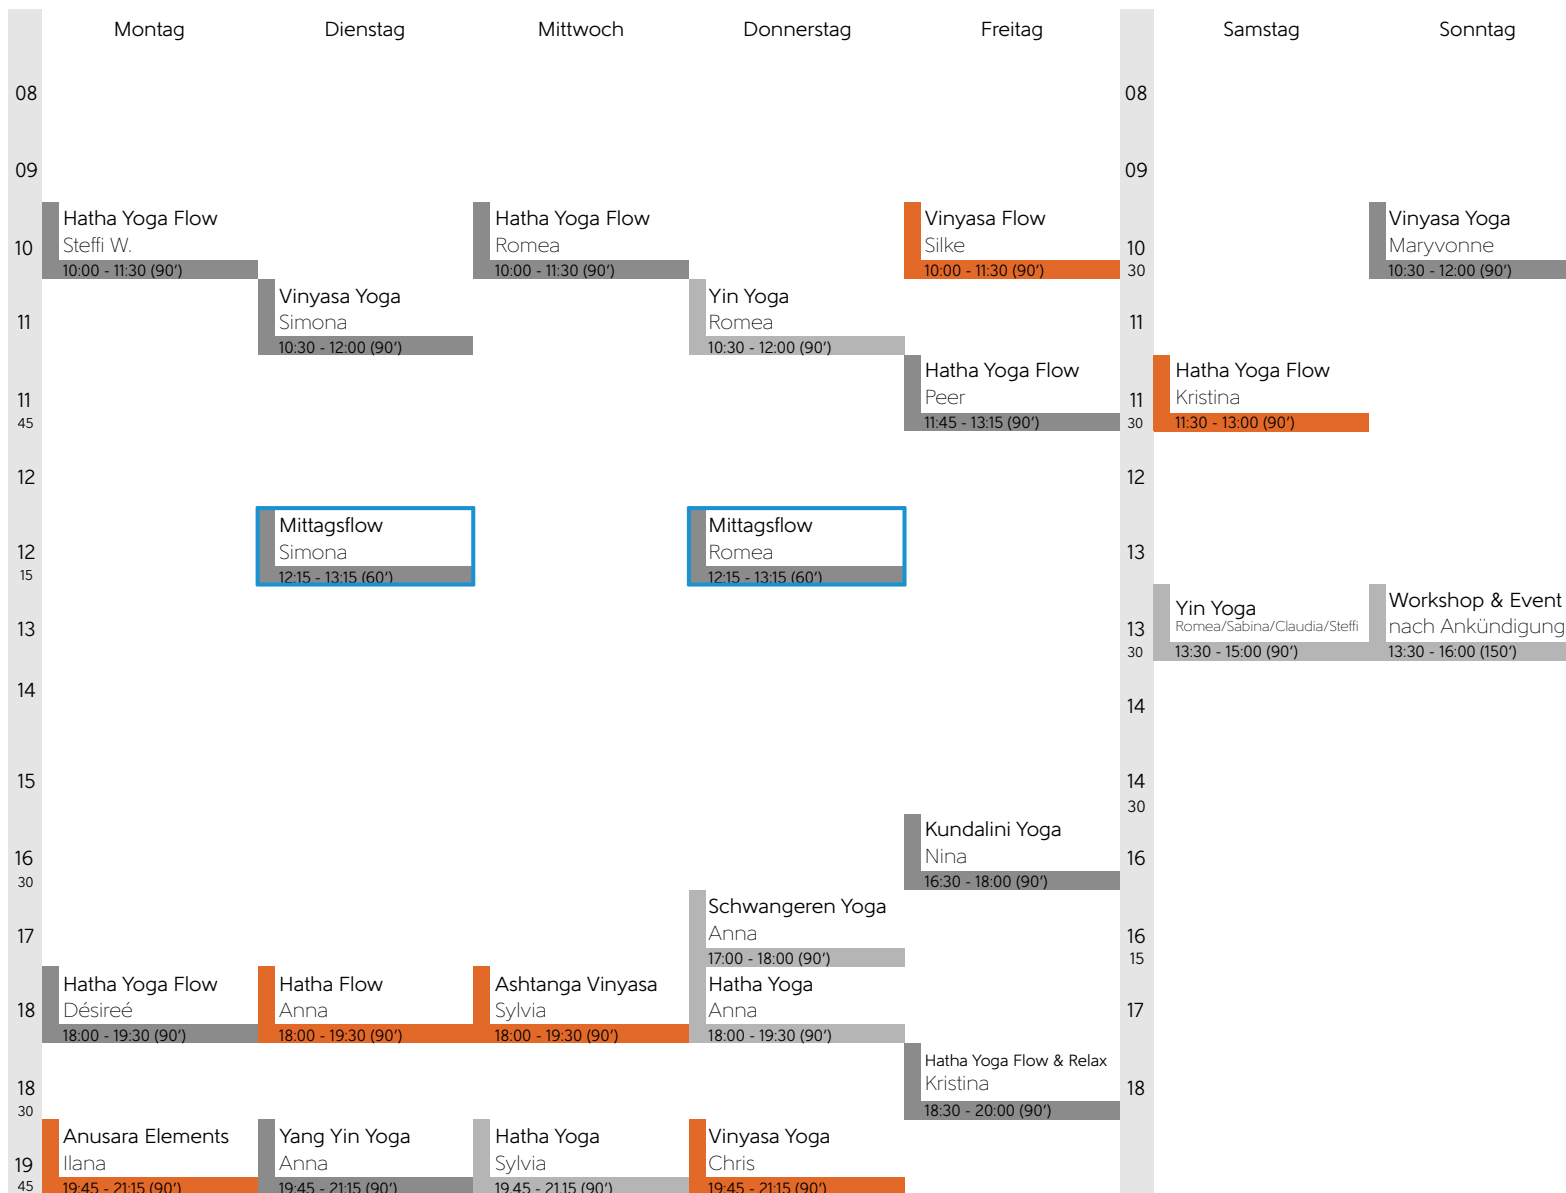 Montag Dienstag Mittwoch Donnerstag Freitag Samstag Sonntag
08 08
09 09
Hatha Yoga Flow Hatha Yoga Flow Vinyasa Flow Vinyasa Yoga
10 Steffi W. Romea Silke 10 Maryvonne
10:00 - 11:30 (90') 10:00 - 11:30 (90') 10:00 - 11:30 (90') 30 10:30 - 12:00 (90')
Vinyasa Yoga Yin Yoga
11 Simona Romea 11
10:30 - 12:00 (90') 10:30 - 12:00 (90')
Hatha Yoga Flow Hatha Yoga Flow
11 Peer 11 Kristina
45 11:45 - 13:15 (90') 30 11:30 - 13:00 (90')
12 12
Mittagsflow Mittagsflow
12 Simona Romea 13
15 12:15 - 13:15 (60') 12:15 - 13:15 (60')
Yin Yoga Workshop & Event
13 13 Romea/Sabina/Claudia/Steffi nach Ankündigung
30 13:30 - 15:00 (90') 13:30 - 16:00 (150')
14 14
15 14
30
Kundalini Yoga
16 Nina 16
30 16:30 - 18:00 (90')
Schwangeren Yoga
17 Anna 16
17:00 - 18:00 (90') 15
Hatha Yoga Flow Hatha Flow Ashtanga Vinyasa Hatha Yoga
18 Désireé Anna Sylvia Anna 17
18:00 - 19:30 (90') 18:00 - 19:30 (90') 18:00 - 19:30 (90') 18:00 - 19:30 (90')
Hatha Yoga Flow & Relax
18 Kristina 18
30 18:30 - 20:00 (90')
Anusara Elements Yang Yin Yoga Hatha Yoga Vinyasa Yoga
19 Ilana Anna Sylvia Chris
45 19:45 - 21:15 (90') 19:45 - 21:15 (90') 19.45 - 21.15 (90') 19:45 - 21:15 (90')